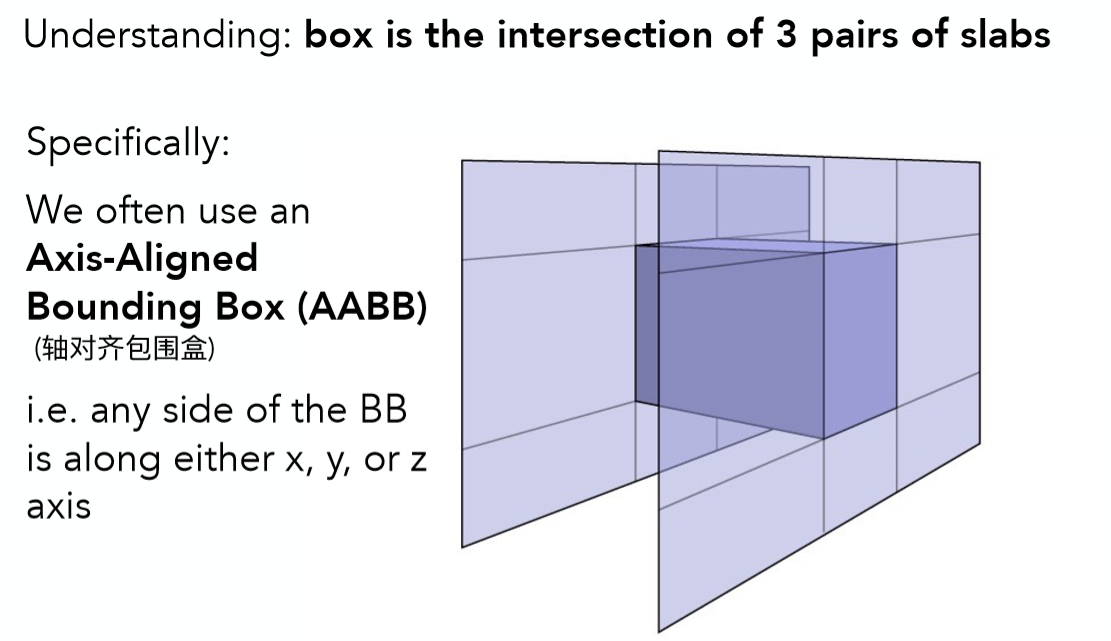 Understanding: box is the intersection of 3 pairs of slabs
Specifically:
We often use an
Axis-Aligned
Bounding Box (AABB)
(轴对齐包围盒)
i.e. any side of the BB
is along either x, y, or z
axis